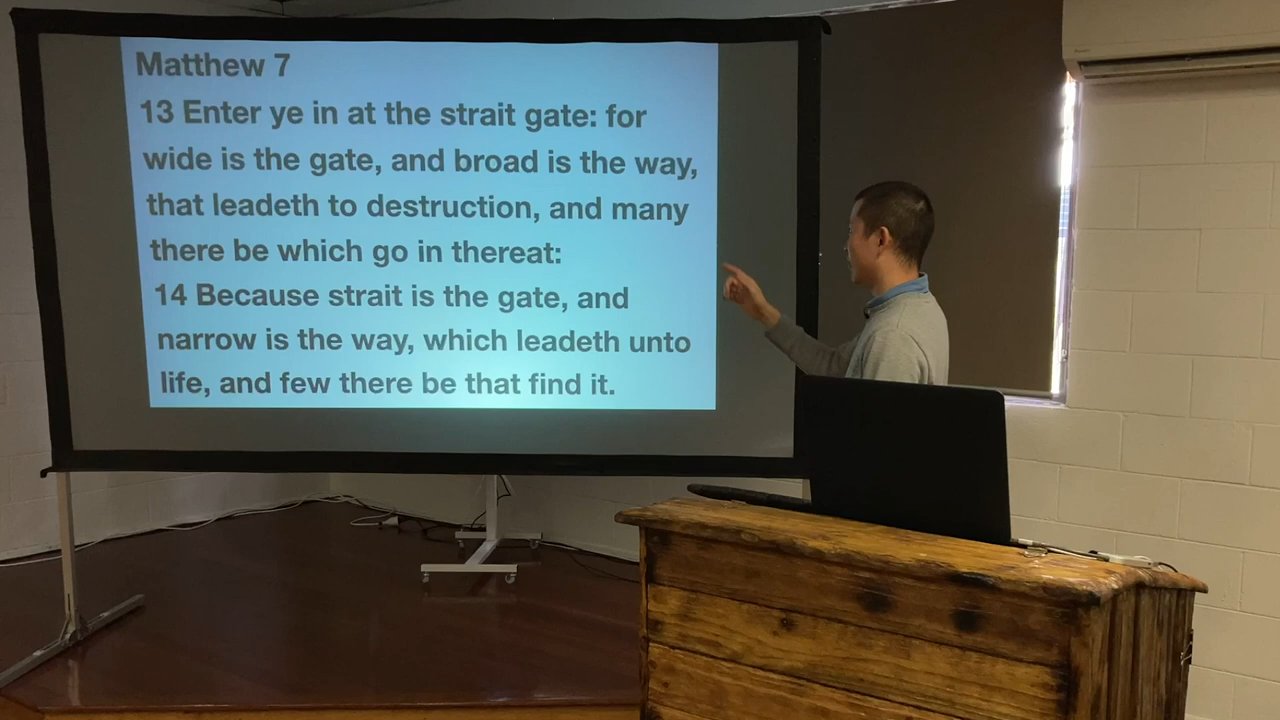 Matthew 7
13 Enter ye in at the strait gate: for
wide is the gate, and broad is the way,
that leadeth to destruction, and many
there be which go in thereat:
14 Because strait is the gate, and
narrow is the way, which leadeth unto
life, and few there be that find it.